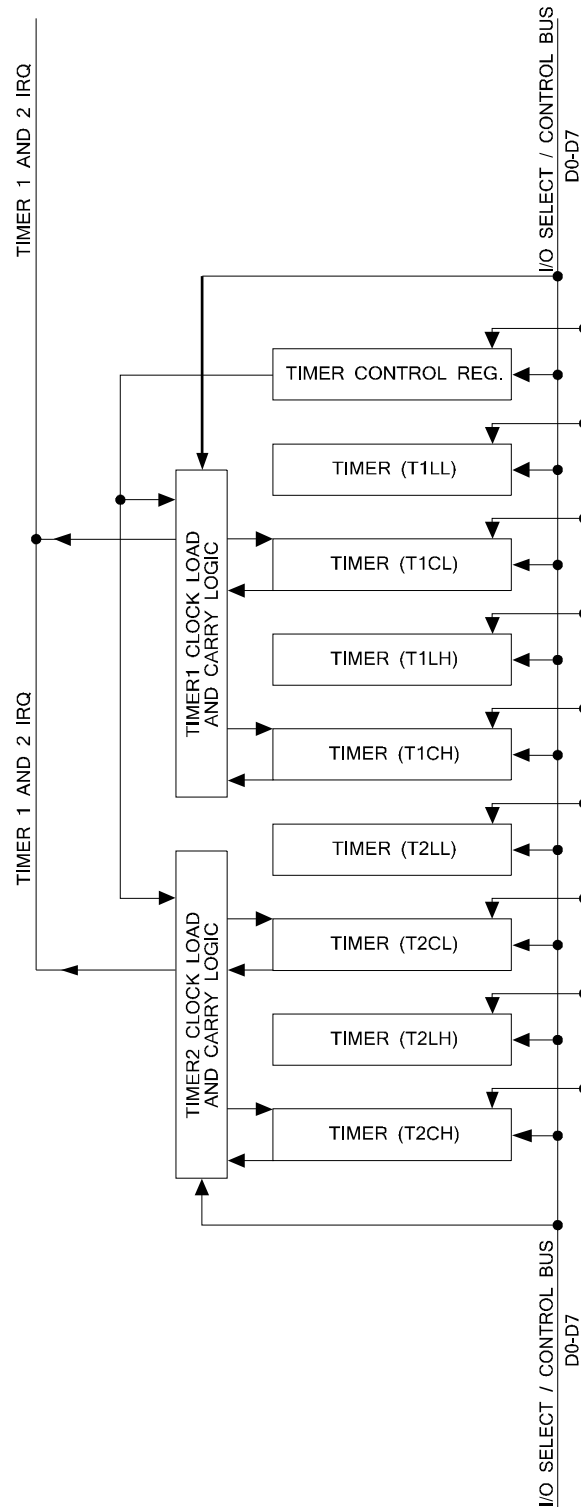 TIMER 1 AND 2 IRQ
I/O SELECT / CONTROL BUS
D0-D7
TIMER CONTROL REG.
TIMER (T1LL)
TIMER1 CLOCK LOAD
AND CARRY LOGIC
TIMER (T1CL)
TIMER (T1LH)
TIMER (T1CH)
TIMER 1 AND 2 IRQ
TIMER (T2LL)
TIMER2 CLOCK LOAD
AND CARRY LOGIC
TIMER (T2CL)
TIMER (T2LH)
TIMER (T2CH)
I/O SELECT / CONTROL BUS
D0-D7